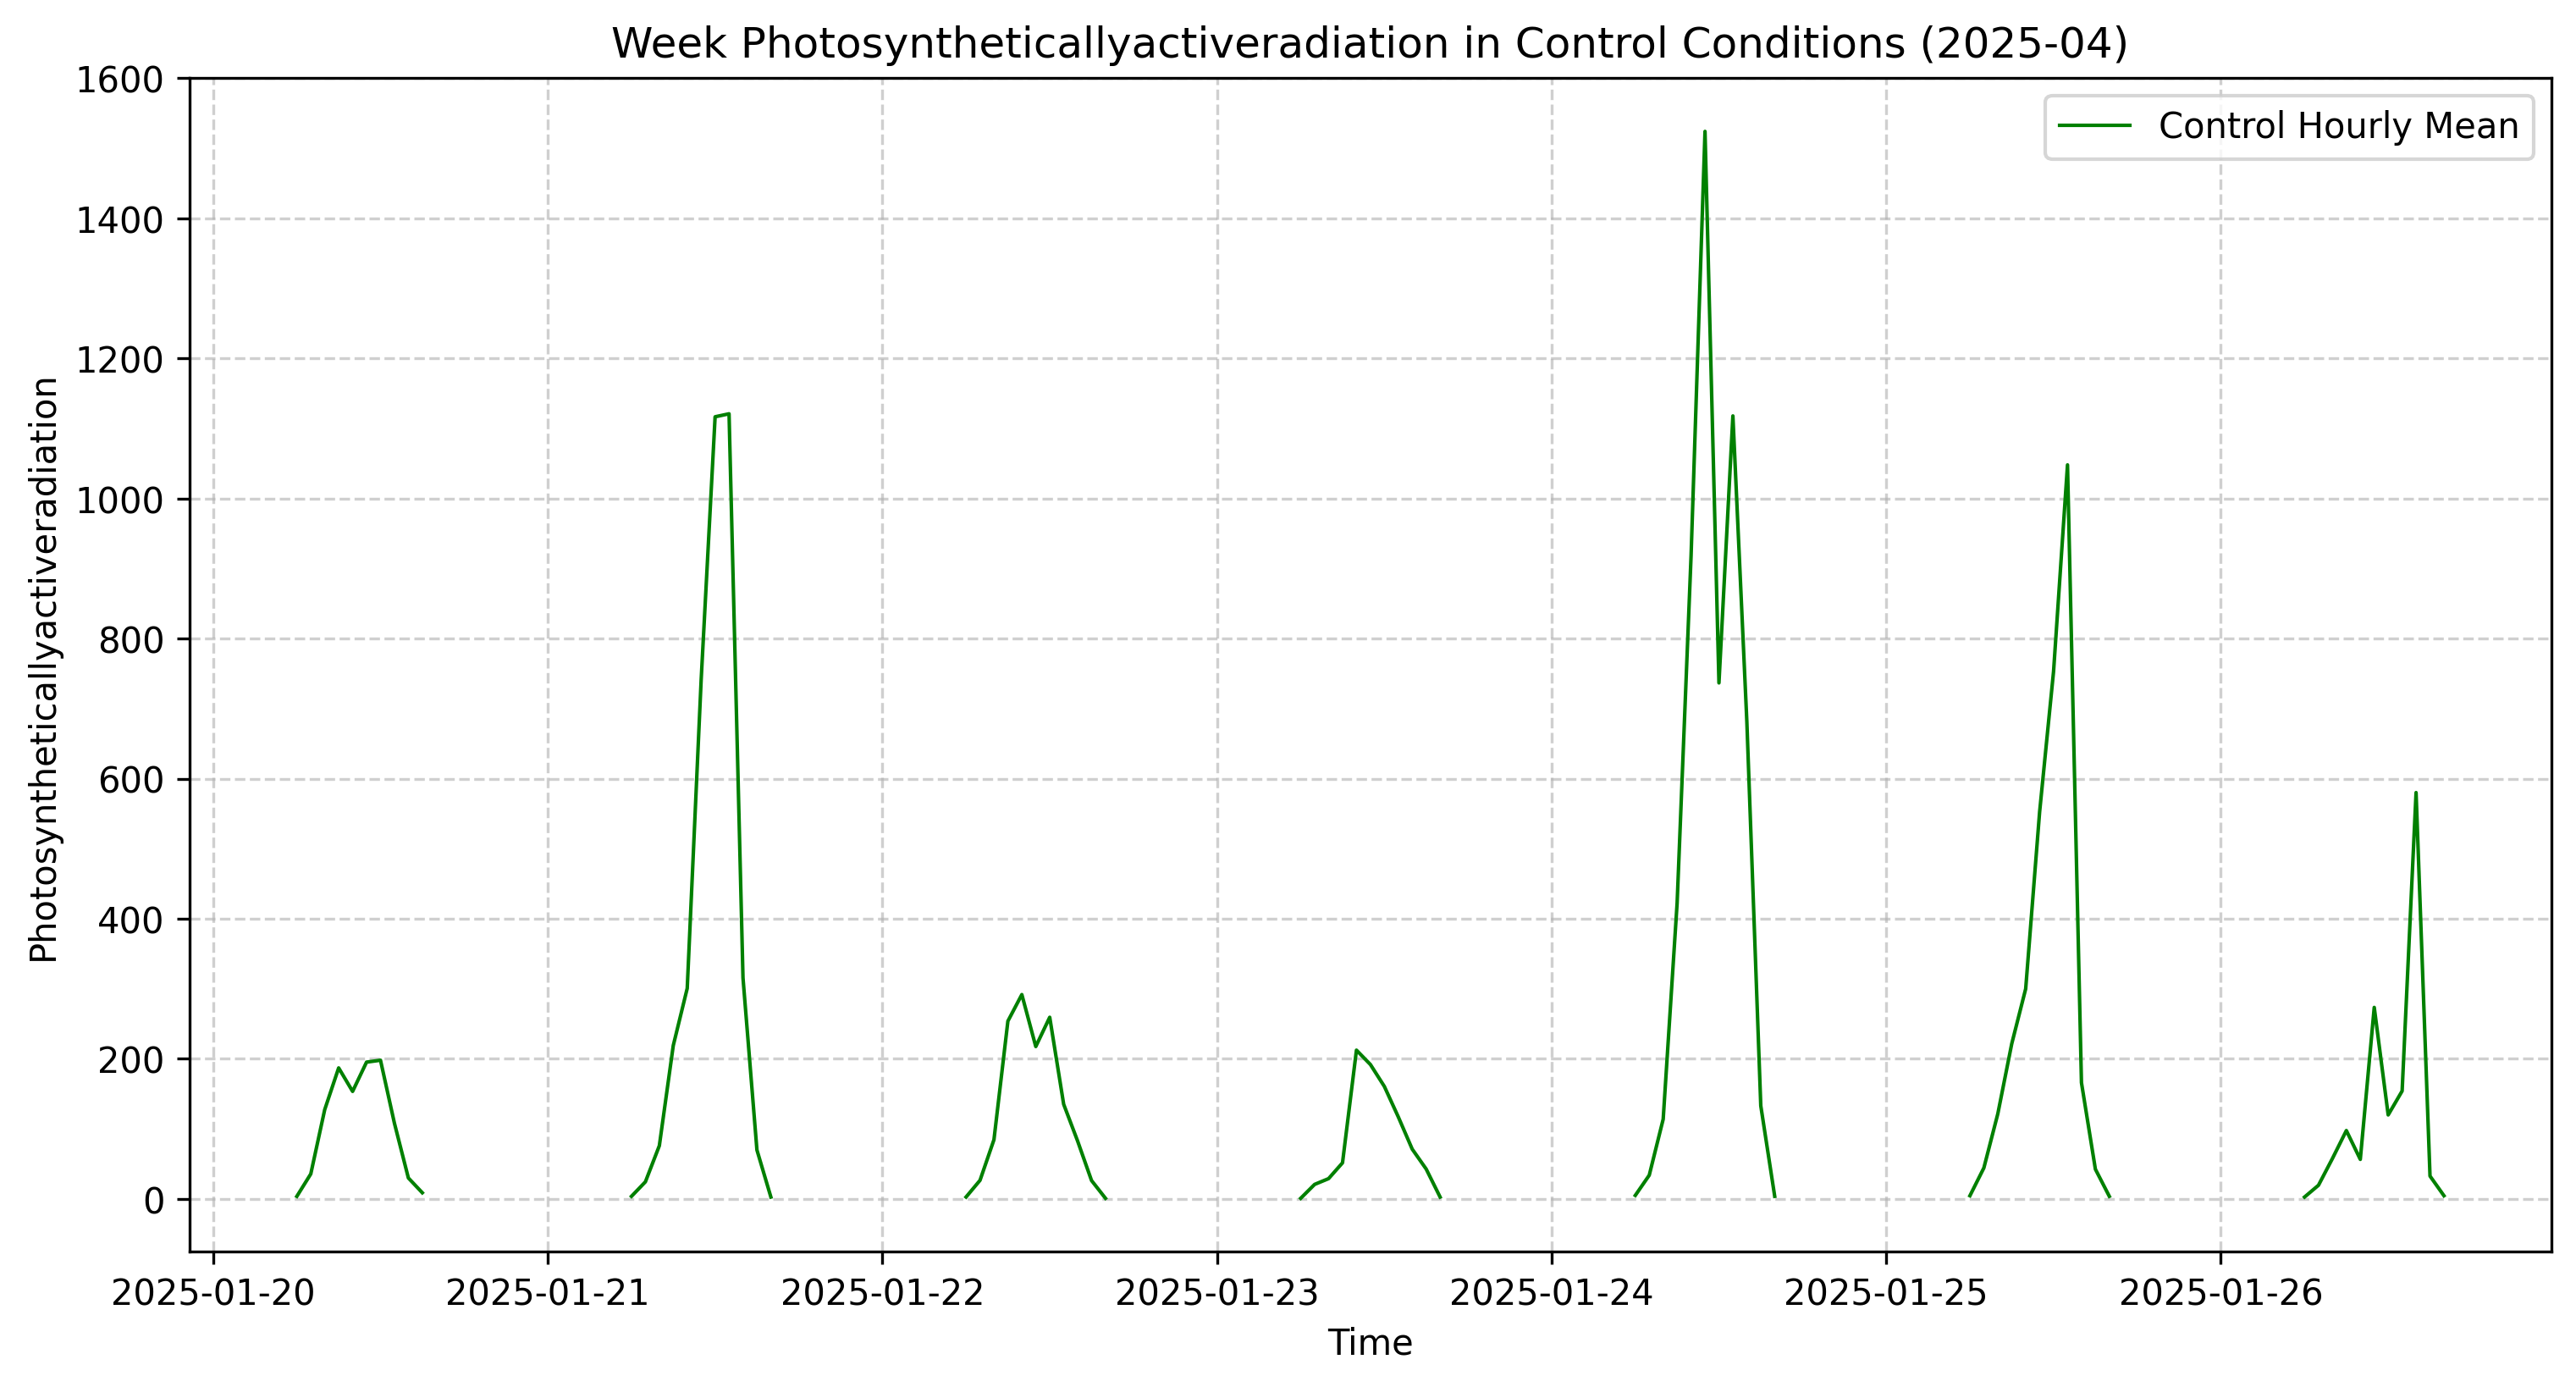 Week Photosyntheticallyactiveradiation in Control Conditions (2025-04)
Control Hourly Mean
Photosyntheticallyactiveradiation
1600
1400
1200
1000
800
600
400
200
0
2025-01-20 2025-01-21 2025-01-22 2025-01-23 2025-01-24 2025-01-25 2025-01-26
Time